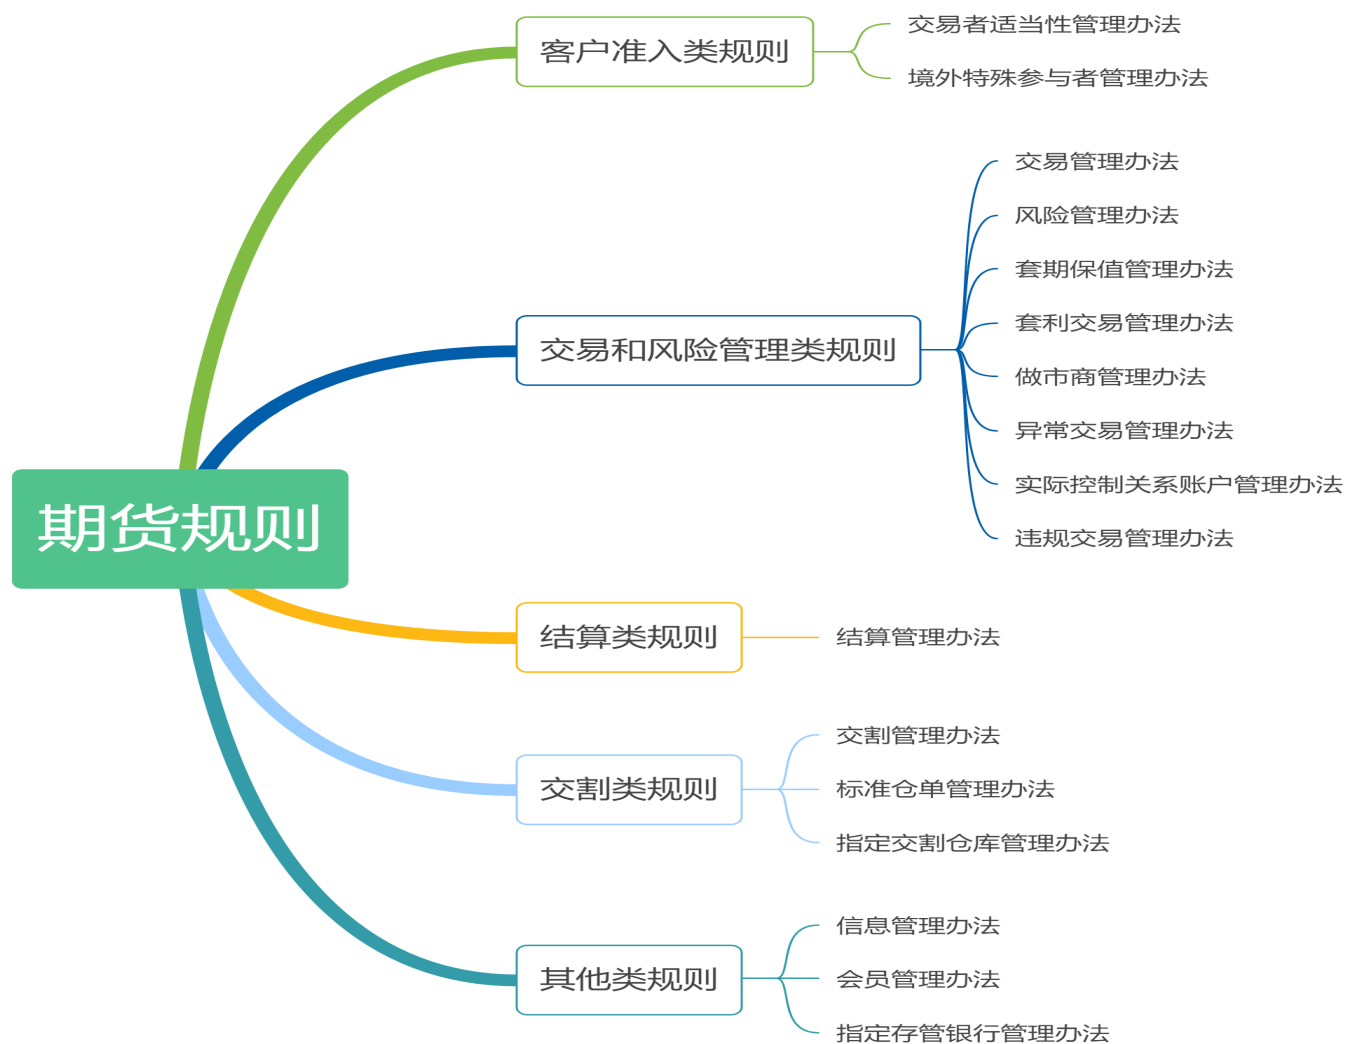 期货规则
客户准入类规则
交易者适当性管理办法
境外特殊参与者管理办法
交易和风险管理类规则
交易管理办法
风险管理办法
套期保值管理办法
套利交易管理办法
做市商管理办法
异常交易管理办法
实际控制关系账户管理办法
违规交易管理办法
结算类规则
结算管理办法
交割类规则
交割管理办法
标准仓单管理办法
指定交割仓库管理办法
其他类规则
信息管理办法
会员管理办法
指定存管银行管理办法